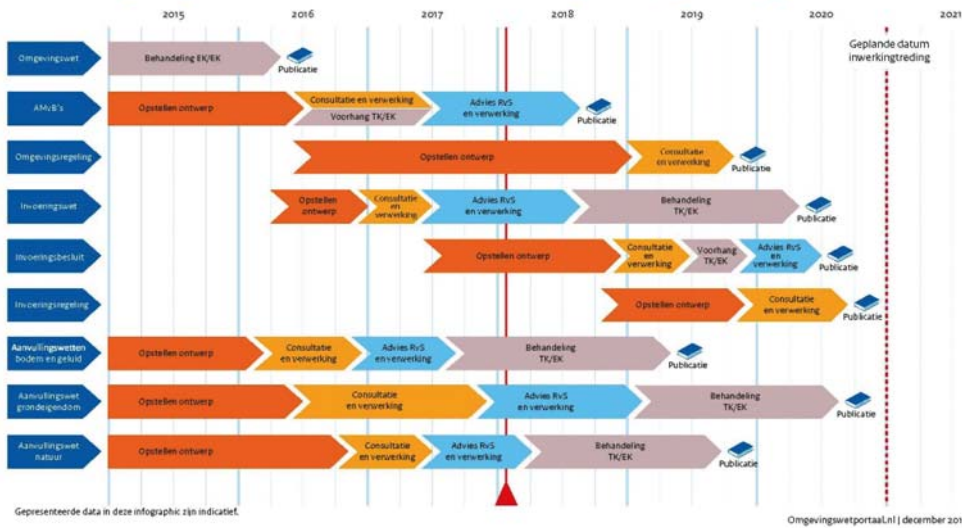 2015 2016 2017 2018 2019 2020 2021
Geplande datum
inwerkingtreding
Omgevingswet
Behandeling EK/EK
Publicatie
AMvB's
Opstellen ontwerp
Consultatie en verwerking
Voorhang TK/EK
Advies RvS
en verwerking
Publicatie
Omgevingsregeling
Opstellen ontwerp
Consultatie
en verwerking
Publicatie
Invoeringswet
Opstellen
ontwerp
Consultatie
en
verwerking
Advies RvS
en verwerking
Behandeling
TK/EK
Publicatie
Invoeringsbesluit
Opstellen ontwerp
Consultatie
en
verwerking
Voorhang
TK/EK
Advies RvS
en
verwerking
Publicatie
Invoeringsregeling
Opstellen ontwerp
Consultatie
en verwerking
Publicatie
Aanvullingswetten
bodem en geluid
Opstellen ontwerp
Consultatie
en verwerking
Advies RvS
en verwerking
Behandeling
TK/EK
Publicatie
Aanvullingswet
grondeigendom
Opstellen ontwerp
Consultatie
en verwerking
Advies RvS
en verwerking
Behandeling
TK/EK
Publicatie
Aanvullingswet
natuur
Opstellen ontwerp
Consultatie
en verwerking
Advies RvS
en verwerking
Behandeling
TK/EK
Publicatie
Gepresenteerde data in deze infographic zijn indicatief.
Omgevingswetportaal.nl | december 201